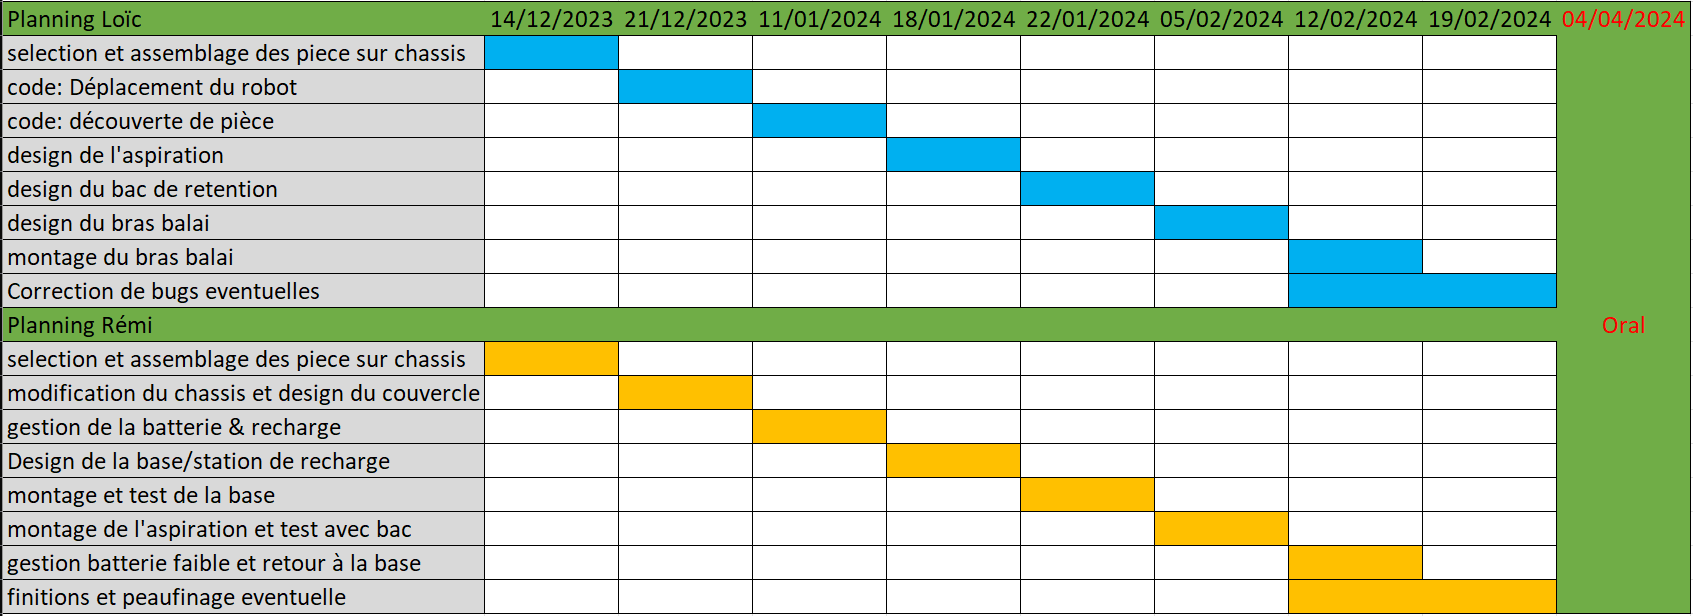 Planning Loïc 14/12/2023 21/12/2023 11/01/2024 18/01/2024 22/01/2024 05/02/2024 12/02/2024 19/02/2024 04/04/2024
selection et assemblage des piece sur chassis
code: Déplacement du robot
code: découverte de pièce
design de l'aspiration
design du bac de retention
design du bras balai
montage du bras balai
Correction de bugs eventuelles
Planning Rémi Oral
selection et assemblage des piece sur chassis
modification du chassis et design du couvercle
gestion de la batterie & recharge
Design de la base/station de recharge
montage et test de la base
montage de l'aspiration et test avec bac
gestion batterie faible et retour à la base
finitions et peaufinage eventuelle